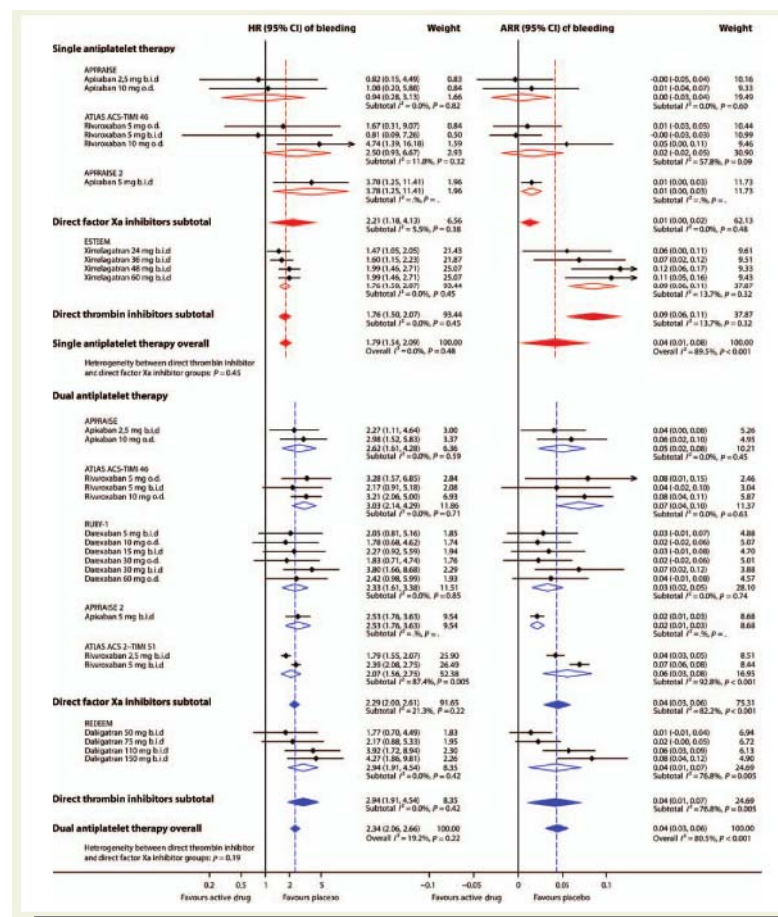 HR (95% CI) of bleeding Weight ARR (95% CI) of bleeding Weight
Single antiplatelet therapy
APPRAISE
Apixaban 2,5 mg b.i.d 0.82 (0.15, 4.49) 0.83 -0.00 (-0.05, 0.04) 10.16
Apixaban 10 mg o.d. 1.08 (0.20, 5.88) 0.84 0.01 (-0.04, 0.07) 9.33
0.94 (0.28, 3.13) 1.66 0.00 (-0.03, 0.04) 19.49
Subtotal I² = 0.0%, P = 0.82 Subtotal I² = 0.0%, P = 0.60
ATLAS ACS-TIMI 46
Rivaroxaban 5 mg o.d. 1.67 (0.31, 9.07) 0.84 0.01 (-0.03, 0.05) 10.44
Rivaroxaban 5 mg b.i.d 0.81 (0.09, 7.26) 0.50 -0.00 (-0.03, 0.03) 10.99
Rivaroxaban 10 mg o.d. 4.74 (1.39, 16.18) 1.59 0.05 (0.00, 0.11) 9.46
2.50 (0.93, 6.67) 2.93 0.02 (-0.02, 0.05) 30.90
Subtotal I² = 11.8%, P = 0.32 Subtotal I² = 57.8%, P = 0.09
APPRAISE 2
Apixaban 5 mg b.i.d 3.78 (1.25, 11.41) 1.96 0.01 (0.00, 0.03) 11.73
3.78 (1.25, 11.41) 1.96 0.01 (0.00, 0.03) 11.73
Subtotal I² = .%, P = . Subtotal I² = .%, P = .
Direct factor Xa inhibitors subtotal 2.21 (1.18, 4.13) 6.56 0.01 (0.00, 0.02) 62.13
Subtotal I² = 5.5%, P = 0.38 Subtotal I² = 0.0%, P = 0.48
ESTEEM
Ximelagatran 24 mg b.i.d 1.47 (1.05, 2.05) 21.43 0.06 (0.00, 0.11) 9.61
Ximelagatran 36 mg b.i.d 1.60 (1.15, 2.23) 21.87 0.07 (0.02, 0.12) 9.51
Ximelagatran 48 mg b.i.d 1.99 (1.46, 2.71) 25.07 0.12 (0.06, 0.17) 9.33
Ximelagatran 60 mg b.i.d 1.99 (1.46, 2.71) 25.07 0.11 (0.05, 0.16) 9.43
1.76 (1.50, 2.07) 93.44 0.09 (0.06, 0.11) 37.87
Subtotal I² = 0.0%, P = 0.45 Subtotal I² = 13.7%, P = 0.32
Direct thrombin inhibitors subtotal 1.76 (1.50, 2.07) 93.44 0.09 (0.06, 0.11) 37.87
Subtotal I² = 0.0%, P = 0.45 Subtotal I² = 13.7%, P = 0.32
Single antiplatelet therapy overall 1.79 (1.54, 2.09) 100.00 0.04 (0.01, 0.08) 100.00
Overall I² = 0.0%, P = 0.48 Overall I² = 89.5%, P < 0.001
Heterogeneity between direct thrombin inhibitor
and direct factor Xa inhibitor groups: P = 0.45
Dual antiplatelet therapy
APPRAISE
Apixaban 2,5 mg b.i.d 2.27 (1.11, 4.64) 3.00 0.04 (0.00, 0.08) 5.26
Apixaban 10 mg o.d. 2.98 (1.52, 5.83) 3.37 0.06 (0.02, 0.10) 4.95
2.62 (1.61, 4.28) 6.36 0.05 (0.02, 0.08) 10.21
Subtotal I² = 0.0%, P = 0.59 Subtotal I² = 0.0%, P = 0.45
ATLAS ACS-TIMI 46
Rivaroxaban 5 mg o.d. 3.28 (1.57, 6.85) 2.84 0.08 (0.01, 0.15) 2.46
Rivaroxaban 5 mg b.i.d 2.17 (0.91, 5.18) 2.08 0.04 (-0.02, 0.10) 3.04
Rivaroxaban 10 mg o.d. 3.21 (2.06, 5.00) 6.93 0.08 (0.04, 0.11) 5.87
3.03 (2.14, 4.29) 11.86 0.07 (0.04, 0.10) 11.37
Subtotal I² = 0.0%, P = 0.71 Subtotal I² = 0.0%, P = 0.63
RUBY-1
Darexaban 5 mg b.i.d 2.05 (0.81, 5.16) 1.85 0.03 (-0.01, 0.07) 4.88
Darexaban 10 mg o.d. 1.78 (0.68, 4.62) 1.74 0.02 (-0.02, 0.06) 5.07
Darexaban 15 mg b.i.d 2.27 (0.92, 5.59) 1.94 0.03 (-0.01, 0.08) 4.70
Darexaban 30 mg o.d. 1.83 (0.71, 4.74) 1.76 0.02 (-0.02, 0.06) 5.01
Darexaban 30 mg b.i.d 3.80 (1.66, 8.68) 2.29 0.07 (0.02, 0.12) 3.88
Darexaban 60 mg o.d. 2.42 (0.98, 5.99) 1.93 0.04 (-0.01, 0.08) 4.57
2.33 (1.61, 3.38) 11.51 0.03 (0.02, 0.05) 28.10
Subtotal I² = 0.0%, P = 0.85 Subtotal I² = 0.0%, P = 0.74
APPRAISE 2
Apixaban 5 mg b.i.d 2.53 (1.76, 3.63) 9.54 0.02 (0.01, 0.03) 8.68
2.53 (1.76, 3.63) 9.54 0.02 (0.01, 0.03) 8.68
Subtotal I² = .%, P = . Subtotal I² = .%, P = .
ATLAS ACS 2–TIMI 51
Rivaroxaban 2,5 mg b.i.d 1.79 (1.55, 2.07) 25.90 0.04 (0.03, 0.05) 8.51
Rivaroxaban 5 mg b.i.d 2.39 (2.08, 2.75) 26.49 0.07 (0.06, 0.08) 8.44
2.07 (1.56, 2.75) 52.38 0.06 (0.03, 0.08) 16.95
Subtotal I² = 87.4%, P = 0.005 Subtotal I² = 92.8%, P < 0.001
Direct factor Xa inhibitors subtotal 2.29 (2.00, 2.61) 91.65 0.04 (0.03, 0.06) 75.31
Subtotal I² = 21.3%, P = 0.22 Subtotal I² = 82.2%, P < 0.001
REDEEM
Dabigatran 50 mg b.i.d 1.77 (0.70, 4.49) 1.83 0.01 (-0.01, 0.04) 6.94
Dabigatran 75 mg b.i.d 2.17 (0.88, 5.33) 1.95 0.02 (-0.00, 0.05) 6.72
Dabigatran 110 mg b.i.d 3.92 (1.72, 8.94) 2.30 0.06 (0.03, 0.09) 6.13
Dabigatran 150 mg b.i.d 4.27 (1.86, 9.81) 2.26 0.08 (0.04, 0.12) 4.90
2.94 (1.91, 4.54) 8.35 0.04 (0.01, 0.07) 24.69
Subtotal I² = 0.0%, P = 0.42 Subtotal I² = 76.8%, P = 0.005
Direct thrombin inhibitors subtotal 2.94 (1.91, 4.54) 8.35 0.04 (0.01, 0.07) 24.69
Subtotal I² = 0.0%, P = 0.42 Subtotal I² = 76.8%, P = 0.005
Dual antiplatelet therapy overall 2.34 (2.06, 2.66) 100.00 0.04 (0.03, 0.06) 100.00
Overall I² = 19.2%, P = 0.22 Overall I² = 80.5%, P < 0.001
Heterogeneity between direct thrombin inhibitor
and direct factor Xa inhibitor groups: P = 0.19
0.2 0.5 1 2 5 -0.1 -0.05 0 0.05 0.1
Favours active drug Favours placebo Favours active drug Favours placebo